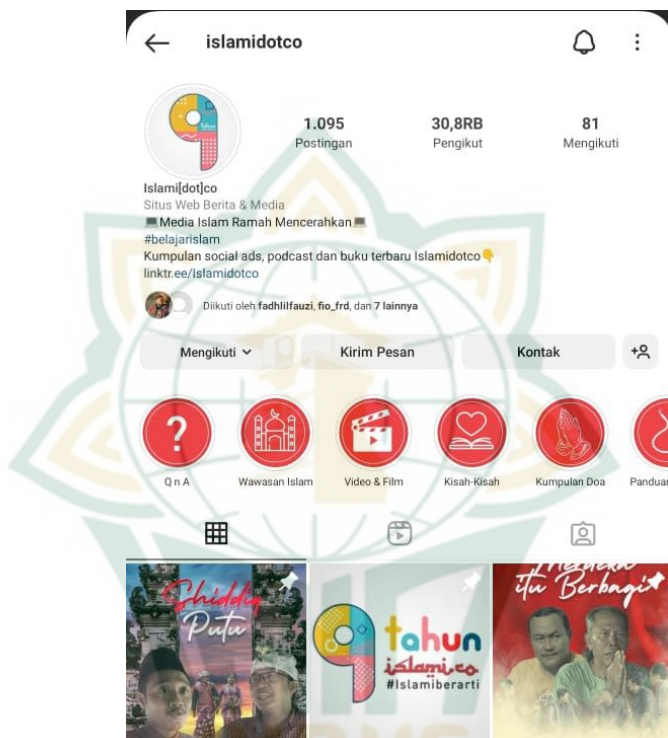 islamidotco
1.095 30,8RB 81
Postingan Pengikut Mengikuti
Islami[dot]co
Situs Web Berita & Media
Media Islam Ramah Mencerahkan
#belajarislam
Kumpulan social ads, podcast dan buku terbaru Islamidotco
linktr.ee/Islamidotco
Diikuti oleh fadhlilfauzi, fio_frd, dan 7 lainnya
Mengikuti Kirim Pesan Kontak
?
Q n A Wawasan Islam Video & Film Kisah-Kisah Kumpulan Doa Panduan
Shiddiq
Putu
9 tahun
islami.co
#Islamiberarti
Merdeka
itu Berbagi